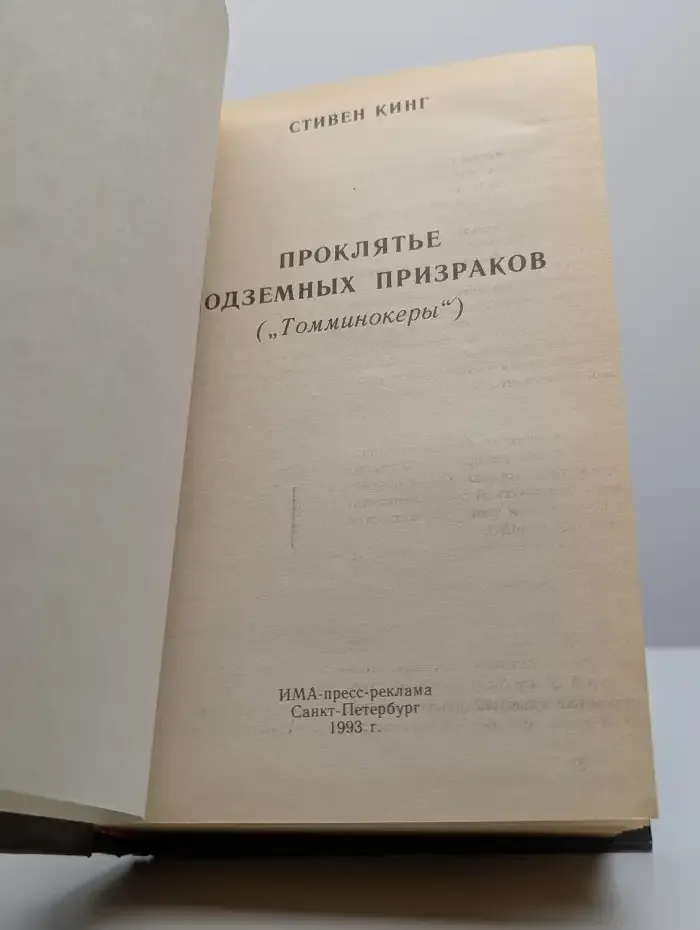 СТИВЕН КИНГ
ПРОКЛЯТЬЕ
ОДЗЕМНЫХ ПРИЗРАКОВ
(„Томминокеры“)
ИМА-пресс-реклама
Санкт-Петербург
1993 г.